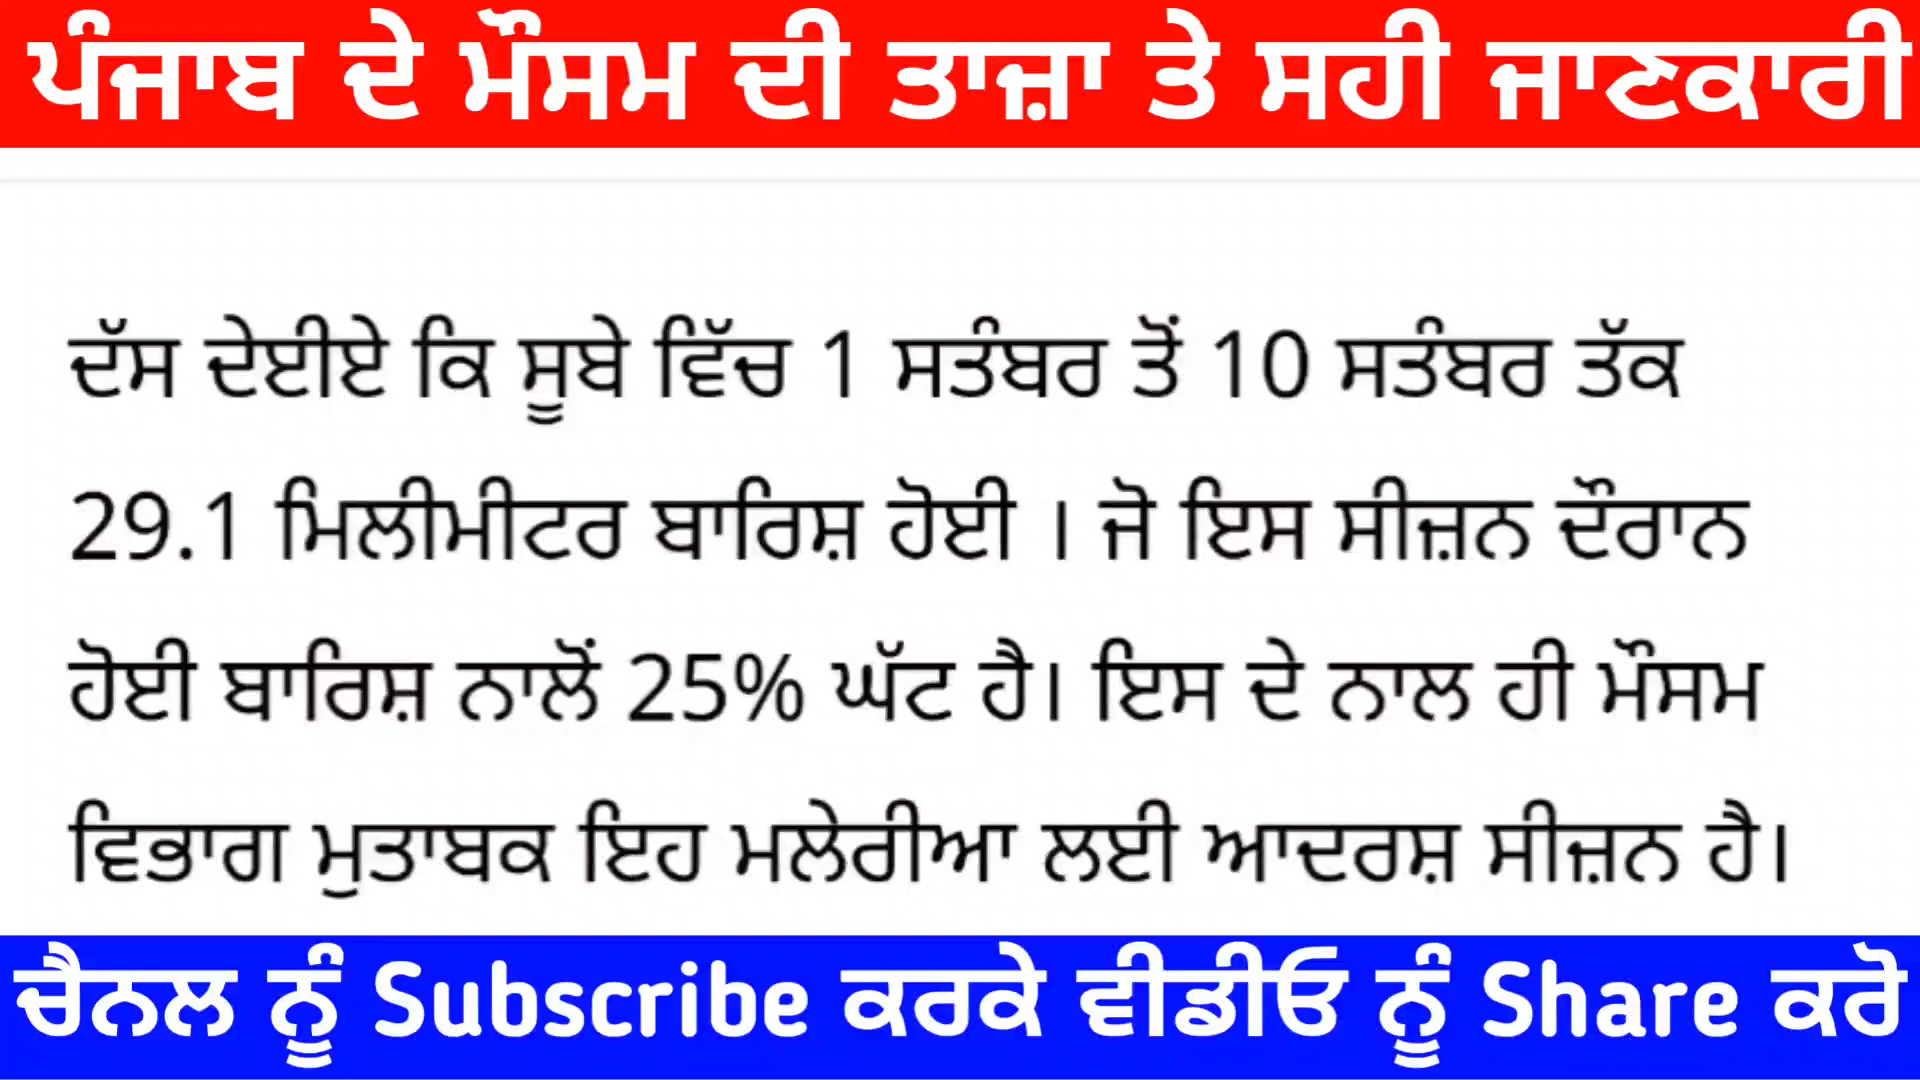 ਪੰਜਾਬ ਦੇ ਮੌਸਮ ਦੀ ਤਾਜ਼ਾ ਤੇ ਸਹੀ ਜਾਣਕਾਰੀ
ਦੱਸ ਦੇਈਏ ਕਿ ਸੂਬੇ ਵਿੱਚ 1 ਸਤੰਬਰ ਤੋਂ 10 ਸਤੰਬਰ ਤੱਕ
29.1 ਮਿਲੀਮੀਟਰ ਬਾਰਿਸ਼ ਹੋਈ । ਜੋ ਇਸ ਸੀਜ਼ਨ ਦੌਰਾਨ
ਹੋਈ ਬਾਰਿਸ਼ ਨਾਲੋਂ 25% ਘੱਟ ਹੈ। ਇਸ ਦੇ ਨਾਲ ਹੀ ਮੌਸਮ
ਵਿਭਾਗ ਮੁਤਾਬਕ ਇਹ ਮਲੇਰੀਆ ਲਈ ਆਦਰਸ਼ ਸੀਜ਼ਨ ਹੈ।
ਚੈਨਲ ਨੂੰ Subscribe ਕਰਕੇ ਵੀਡੀਓ ਨੂੰ Share ਕਰੋ